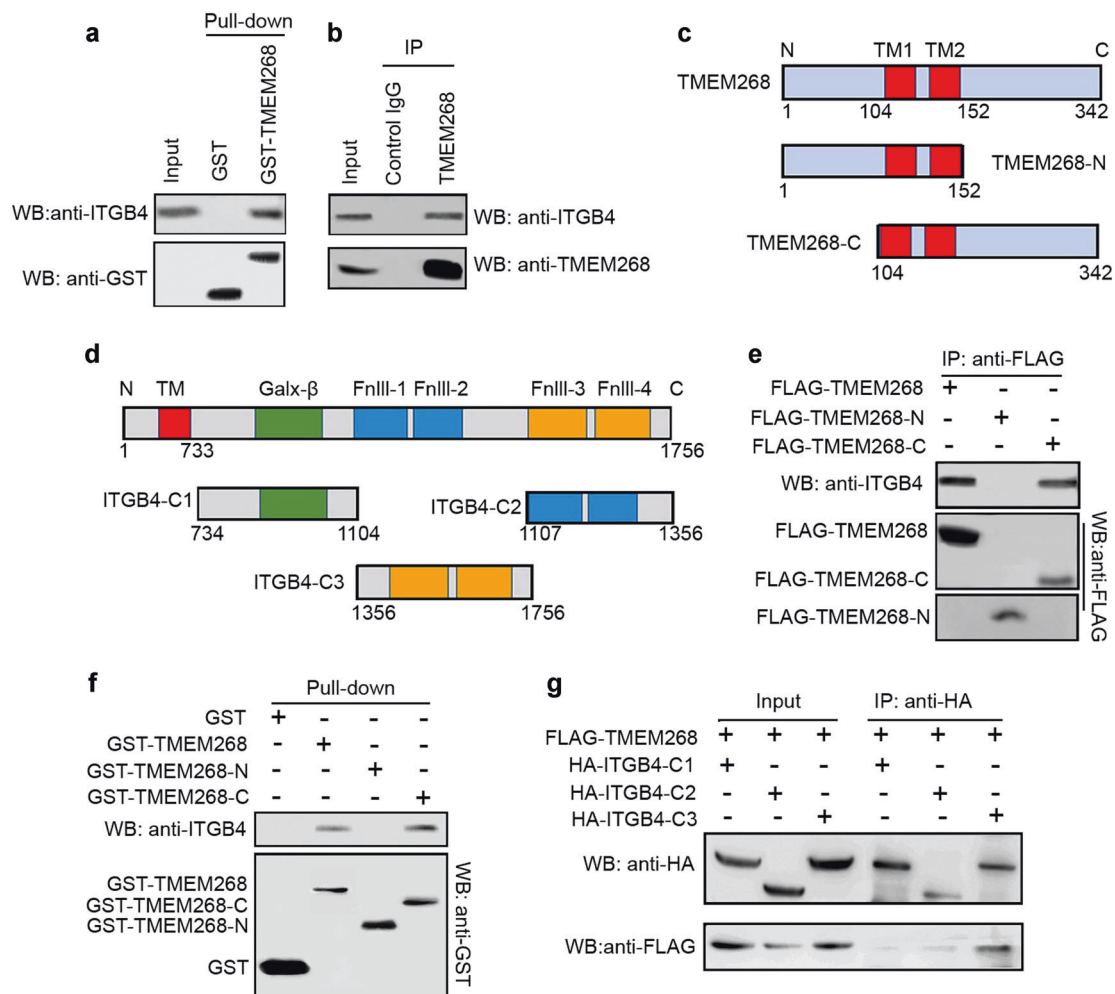 a
Pull-down
Input
GST
GST-TMEM268
WB:anti-ITGB4
WB: anti-GST
b
IP
Input
Control IgG
TMEM268
WB: anti-ITGB4
WB: anti-TMEM268
c
N TM1 TM2 C
TMEM268
1 104 152 342
TMEM268-N
1 152
TMEM268-C
104 342
d
N TM Galx-β FnIII-1 FnIII-2 FnIII-3 FnIII-4 C
1 733 1756
ITGB4-C1
734 1104
ITGB4-C2
1107 1356
ITGB4-C3
1356 1756
e
IP: anti-FLAG
FLAG-TMEM268 + - -
FLAG-TMEM268-N - + -
FLAG-TMEM268-C - - +
WB: anti-ITGB4
FLAG-TMEM268
FLAG-TMEM268-C
FLAG-TMEM268-N
WB:anti-FLAG
f
Pull-down
GST + - - -
GST-TMEM268 - + - -
GST-TMEM268-N - - + -
GST-TMEM268-C - - - +
WB: anti-ITGB4
GST-TMEM268
GST-TMEM268-C
GST-TMEM268-N
GST
WB: anti-GST
g
Input IP: anti-HA
FLAG-TMEM268 + + + + + +
HA-ITGB4-C1 + - - + - -
HA-ITGB4-C2 - + - - + -
HA-ITGB4-C3 - - + - - +
WB: anti-HA
WB:anti-FLAG